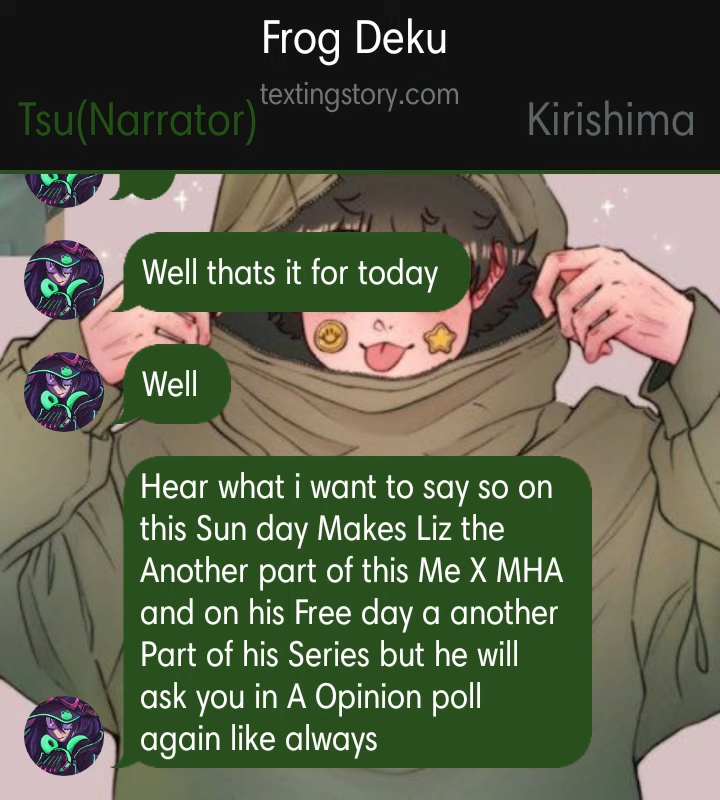 Frog Deku
textingstory.com
Tsu(Narrator)
Kirishima
Well thats it for today
Well
Hear what i want to say so on
this Sun day Makes Liz the
Another part of this Me X MHA
and on his Free day a another
Part of his Series but he will
ask you in A Opinion poll
again like always